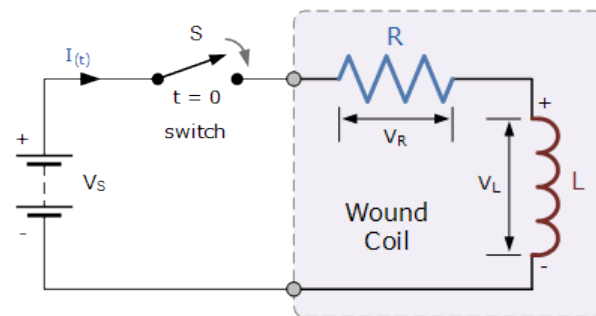 I(t)
S
t = 0
switch
+
VS
-
R
VR
+
VL
L
-
Wound
Coil